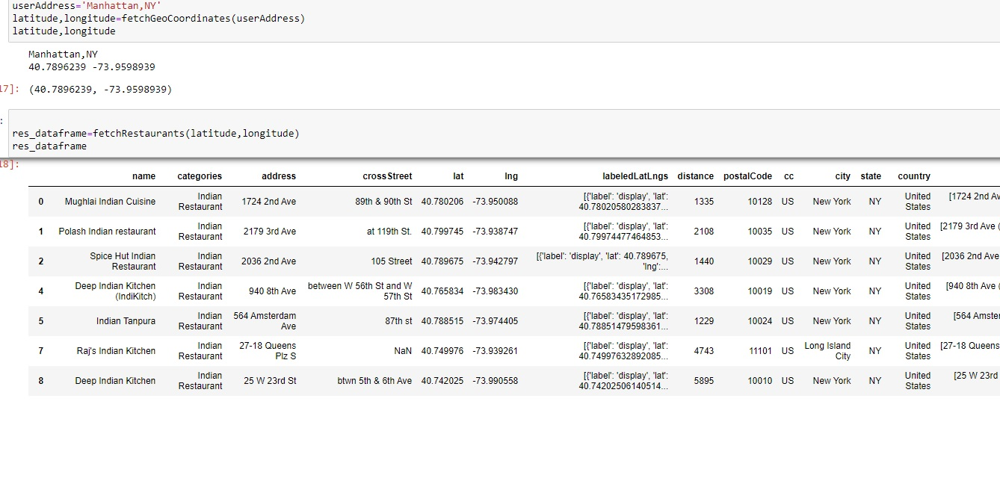 userAddress='Manhattan,NY'
latitude,longitude=fetchGeoCoordinates(userAddress)
latitude,longitude
Manhattan,NY
40.7896239 -73.9598939
17]: (40.7896239, -73.9598939)
:
res_dataframe=fetchRestaurants(latitude,longitude)
res_dataframe
18]:
name categories address crossStreet lat lng labeledLatLngs distance postalCode cc city state country
0 Mughlai Indian Cuisine Indian Restaurant 1724 2nd Ave 89th & 90th St 40.780206 -73.950088 [{'label': 'display', 'lat': 40.78020580283837... 1335 10128 US New York NY United States [1724 2nd Av
1 Polash Indian restaurant Indian Restaurant 2179 3rd Ave at 119th St. 40.799745 -73.938747 [{'label': 'display', 'lat': 40.79974477464853... 2108 10035 US New York NY United States [2179 3rd Ave (
2 Spice Hut Indian Restaurant Indian Restaurant 2036 2nd Ave 105 Street 40.789675 -73.942797 [{'label': 'display', 'lat': 40.789675, 'lng':... 1440 10029 US New York NY United States [2036 2nd Ave
4 Deep Indian Kitchen (IndiKitch) Indian Restaurant 940 8th Ave between W 56th St and W 57th St 40.765834 -73.983430 [{'label': 'display', 'lat': 40.76583435172985... 3308 10019 US New York NY United States [940 8th Ave (
5 Indian Tanpura Indian Restaurant 564 Amsterdam Ave 87th st 40.788515 -73.974405 [{'label': 'display', 'lat': 40.78851479598361... 1229 10024 US New York NY United States [564 Amster
7 Raj's Indian Kitchen Indian Restaurant 27-18 Queens Plz S NaN 40.749976 -73.939261 [{'label': 'display', 'lat': 40.74997632892085... 4743 11101 US Long Island City NY United States [27-18 Queens
8 Deep Indian Kitchen Indian Restaurant 25 W 23rd St btwn 5th & 6th Ave 40.742025 -73.990558 [{'label': 'display', 'lat': 40.74202506140514... 5895 10010 US New York NY United States [25 W 23rd